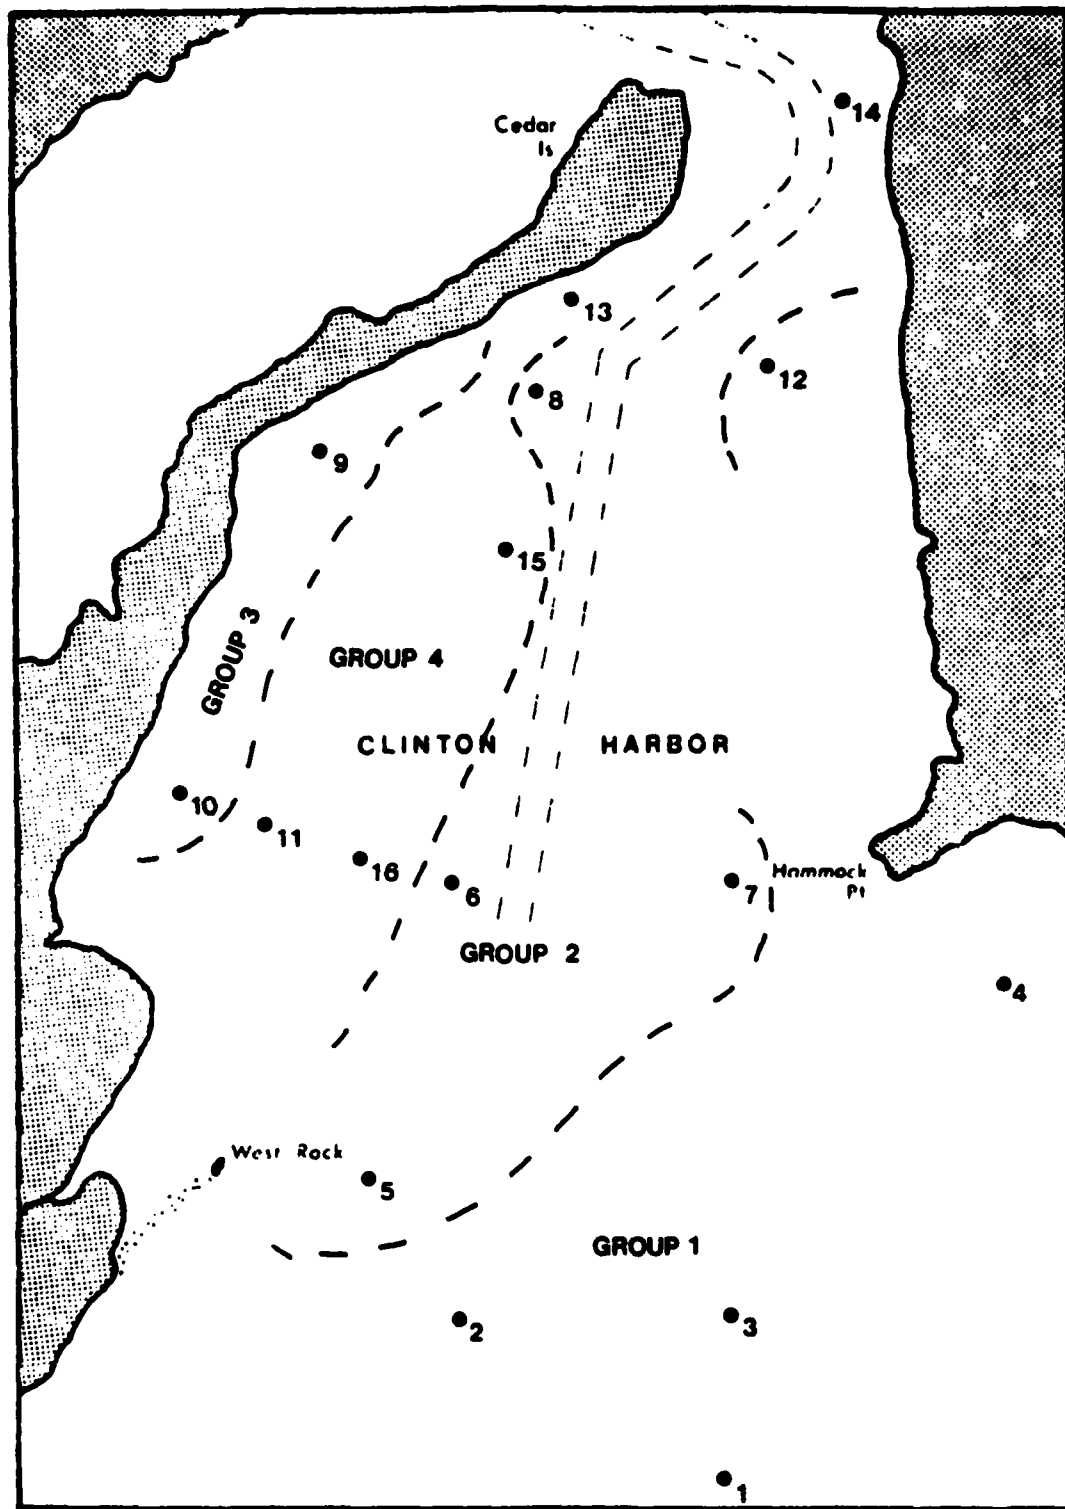 14
Cedar
Is
13
12
8
9
15
GROUP 3
GROUP 4
CLINTON HARBOR
10
11
16
6
7
Hammock
Pt
GROUP 2
4
West Rock
5
GROUP 1
2
3
1